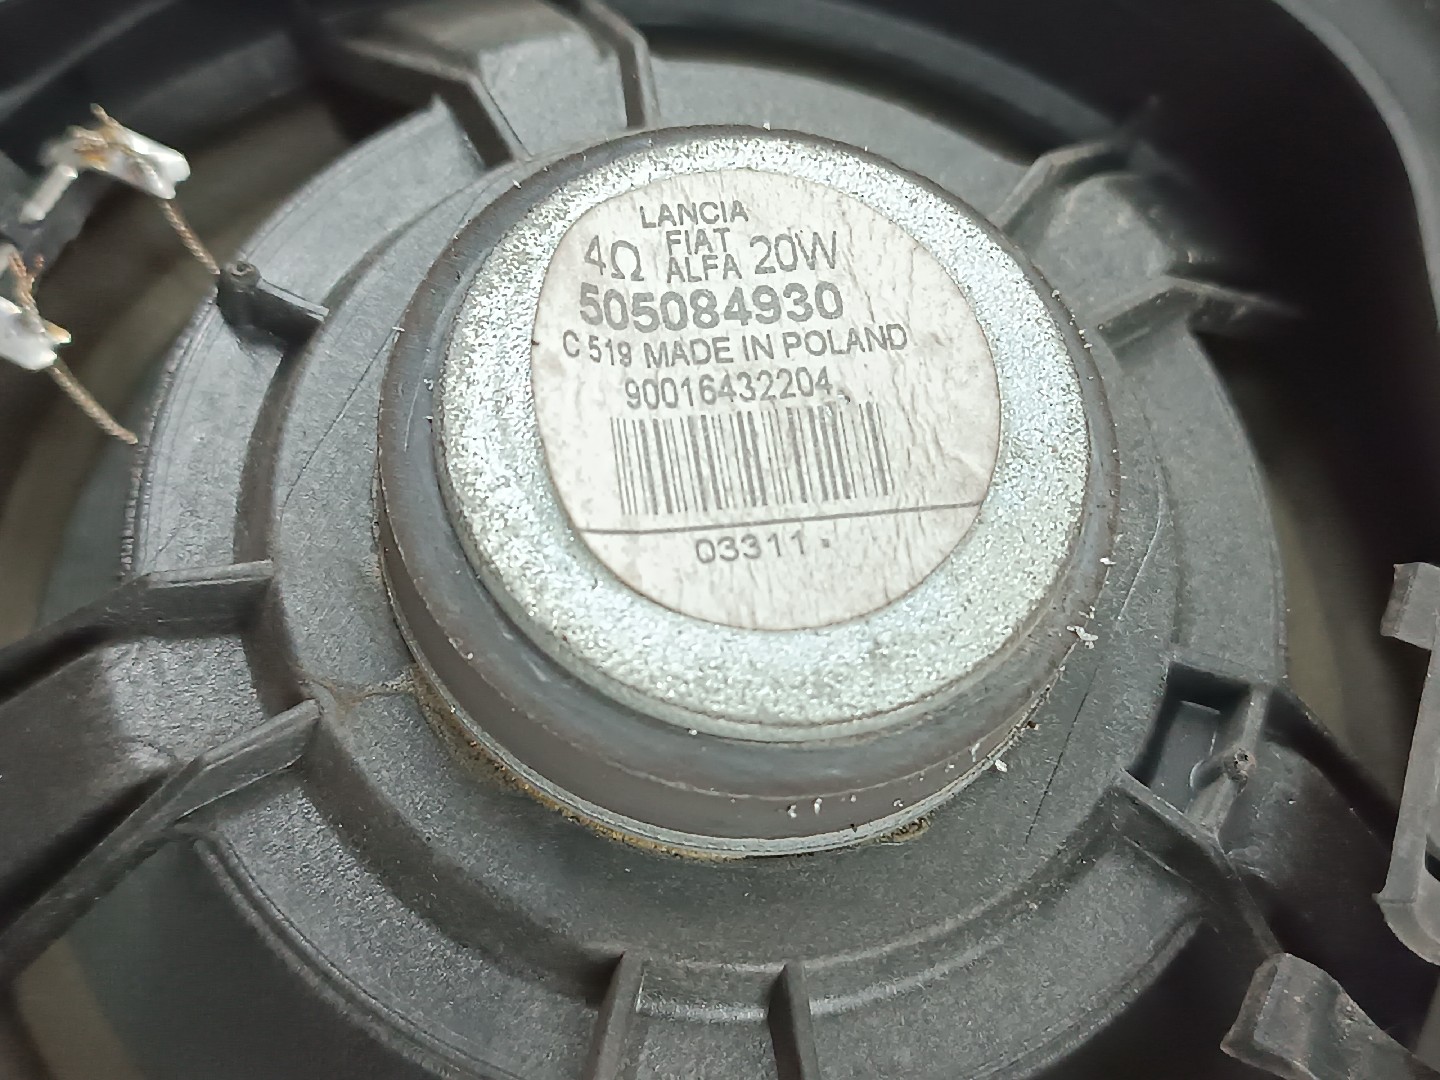 LANCIA
4Ω FIAT 20W
ALFA
505084930
C 519 MADE IN POLAND
90016432204
03311